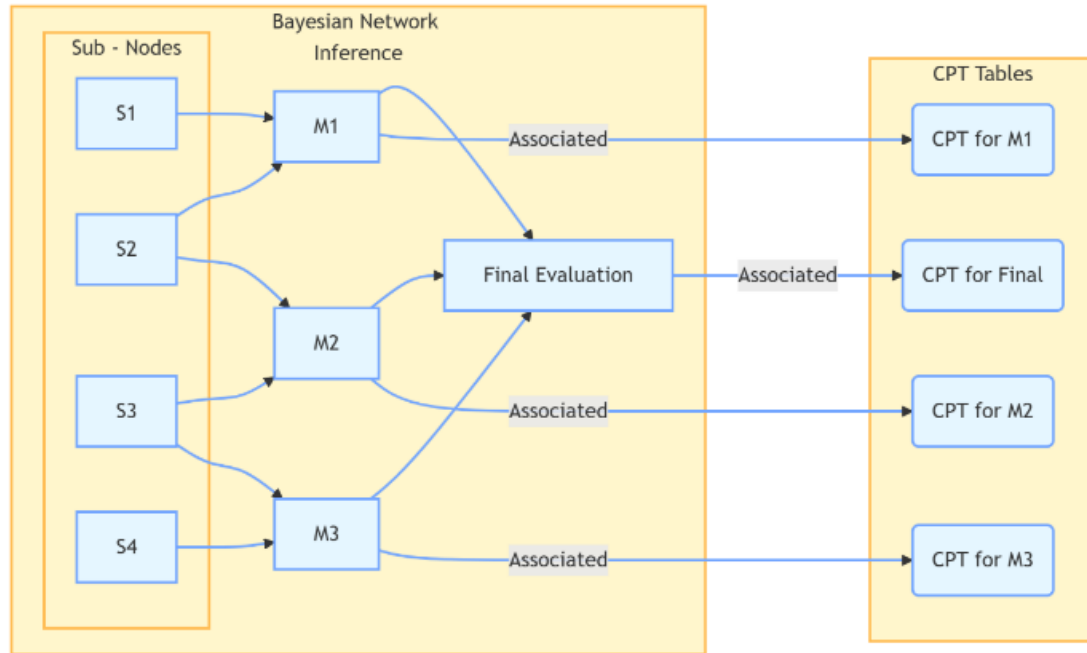 Bayesian Network
Inference
Sub - Nodes
CPT Tables
S1
M1
Associated
CPT for M1
S2
Final Evaluation
Associated
CPT for Final
M2
S3
Associated
CPT for M2
S4
M3
Associated
CPT for M3